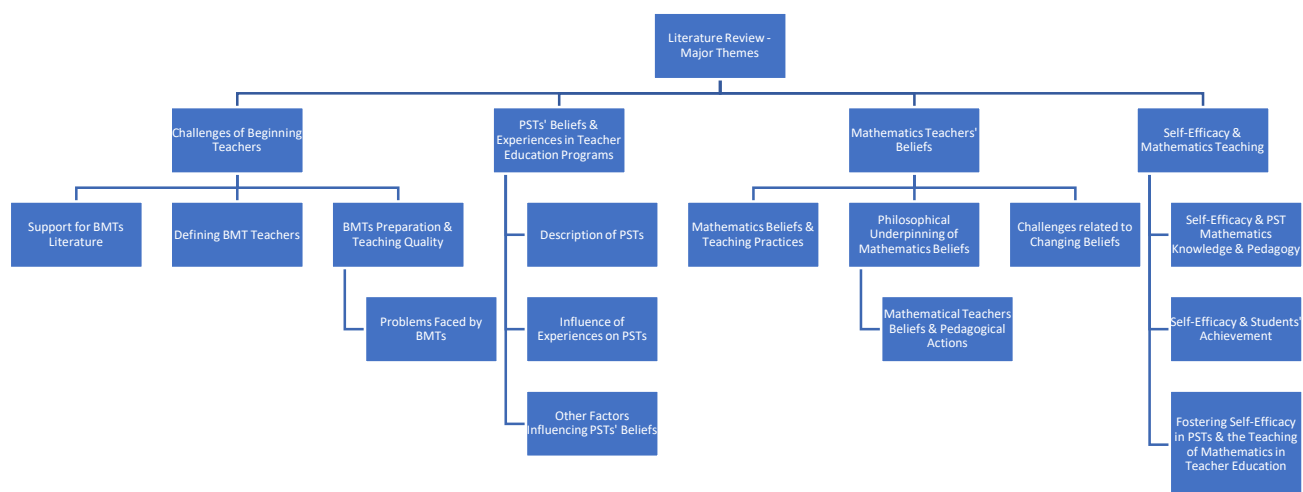 Literature Review -
Major Themes
Challenges of Beginning
Teachers
PSTs' Beliefs &
Experiences in Teacher
Education Programs
Mathematics Teachers'
Beliefs
Self-Efficacy &
Mathematics Teaching
Support for BMTs
Literature
Defining BMT Teachers
BMTs Preparation &
Teaching Quality
Problems Faced by
BMTs
Description of PSTs
Influence of
Experiences on PSTs
Other Factors
Influencing PSTs' Beliefs
Mathematics Beliefs &
Teaching Practices
Philosophical
Underpinning of
Mathematics Beliefs
Mathematical Teachers
Beliefs & Pedagogical
Actions
Challenges related to
Changing Beliefs
Self-Efficacy & PST
Mathematics
Knowledge & Pedagogy
Self-Efficacy & Students'
Achievement
Fostering Self-Efficacy
in PSTs & the Teaching
of Mathematics in
Teacher Education